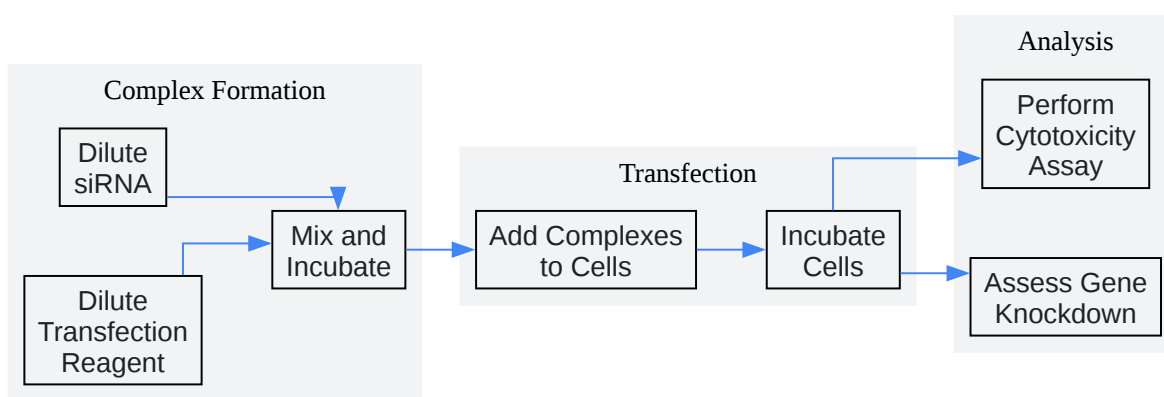 Complex Formation
Dilute
siRNA
Dilute
Transfection
Reagent
Mix and
Incubate
Transfection
Add Complexes
to Cells
Incubate
Cells
Analysis
Perform
Cytotoxicity
Assay
Assess Gene
Knockdown